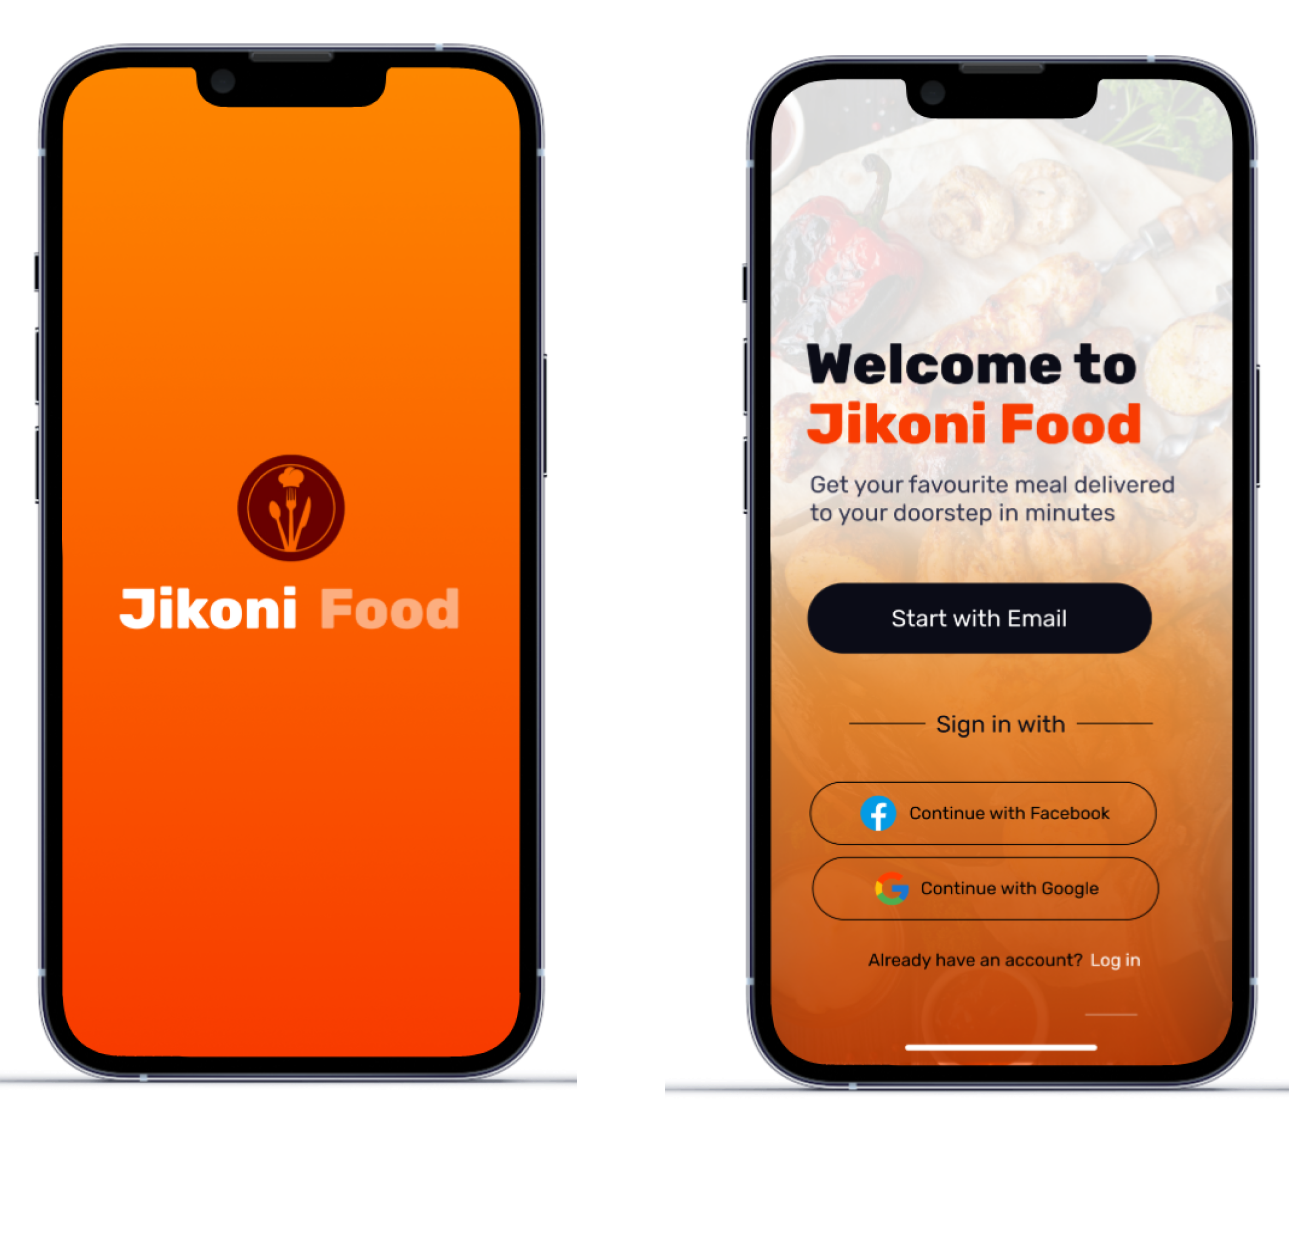 Jikoni Food
Welcome to
Jikoni Food
Get your favourite meal delivered
to your doorstep in minutes
Start with Email
Sign in with
Continue with Facebook
Continue with Google
Already have an account? Log in